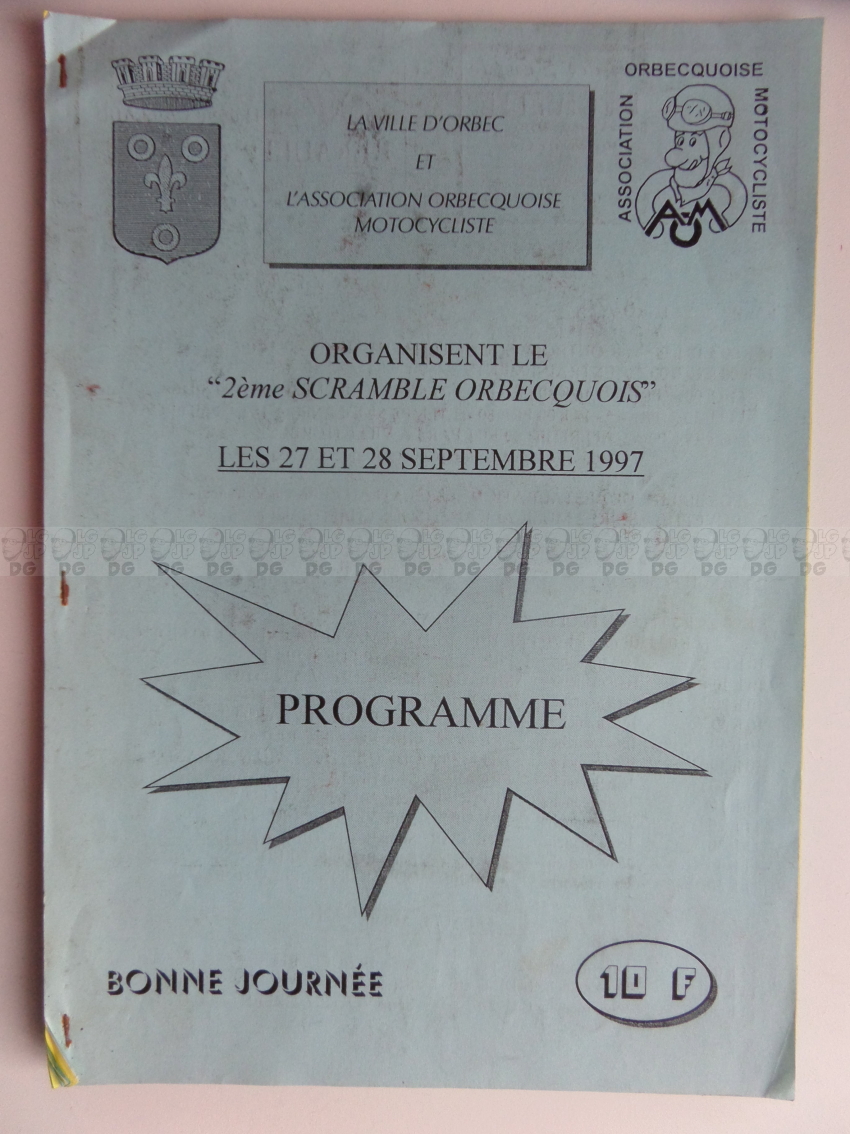 ORBECQUOISE
ASSOCIATION
MOTOCYCLISTE
AOM
LA VILLE D'ORBEC
ET
L'ASSOCIATION ORBECQUOISE
MOTOCYCLISTE
ORGANISENT LE
“2ème SCRAMBLE ORBECQUOIS”
LES 27 ET 28 SEPTEMBRE 1997
PROGRAMME
BONNE JOURNÉE
10 F